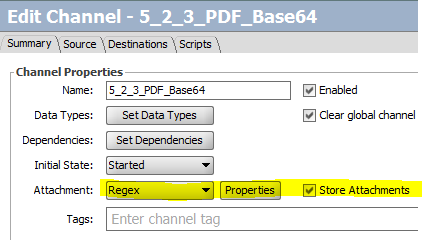 Edit Channel - 5_2_3_PDF_Base64
Summary Source Destinations Scripts
Channel Properties
Name: 5_2_3_PDF_Base64 Enabled
Data Types: Set Data Types Clear global channel
Dependencies: Set Dependencies
Initial State: Started
Attachment: Regex Properties Store Attachments
Tags: Enter channel tag